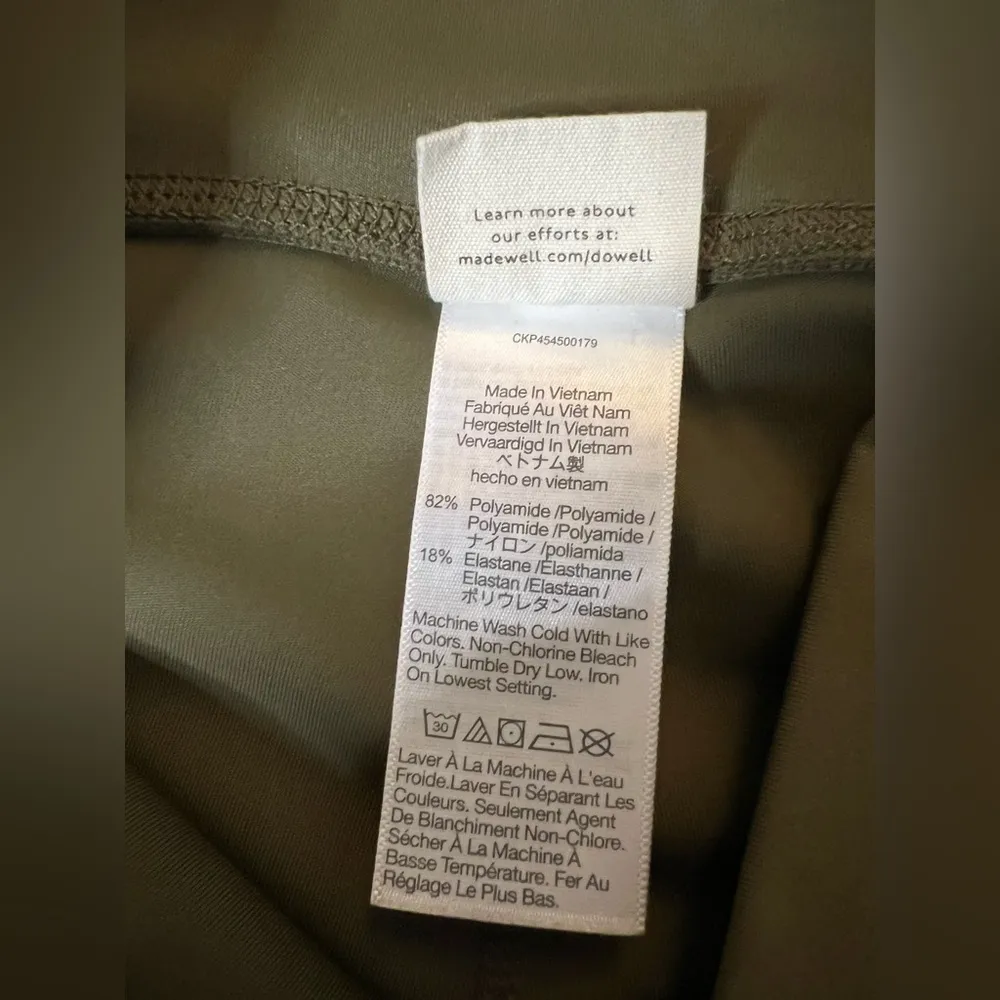 Learn more about
our efforts at:
madewell.com/dowell
CKP454500179
Made In Vietnam
Fabriqué Au Viêt Nam
Hergestellt In Vietnam
Vervaardigd In Vietnam
ベトナム製
hecho en vietnam
82% Polyamide /Polyamide /
Polyamide /Polyamide /
ナイロン /poliamida
18% Elastane /Élasthanne /
Elastan /Elastaan /
ポリウレタン /elastano
Machine Wash Cold With Like
Colors. Non-Chlorine Bleach
Only. Tumble Dry Low. Iron
On Lowest Setting.
30
Laver À La Machine À L'eau
Froide.Laver En Séparant Les
Couleurs. Seulement Agent
De Blanchiment Non-Chlore.
Sécher À La Machine À
Basse Température. Fer Au
Réglage Le Plus Bas.